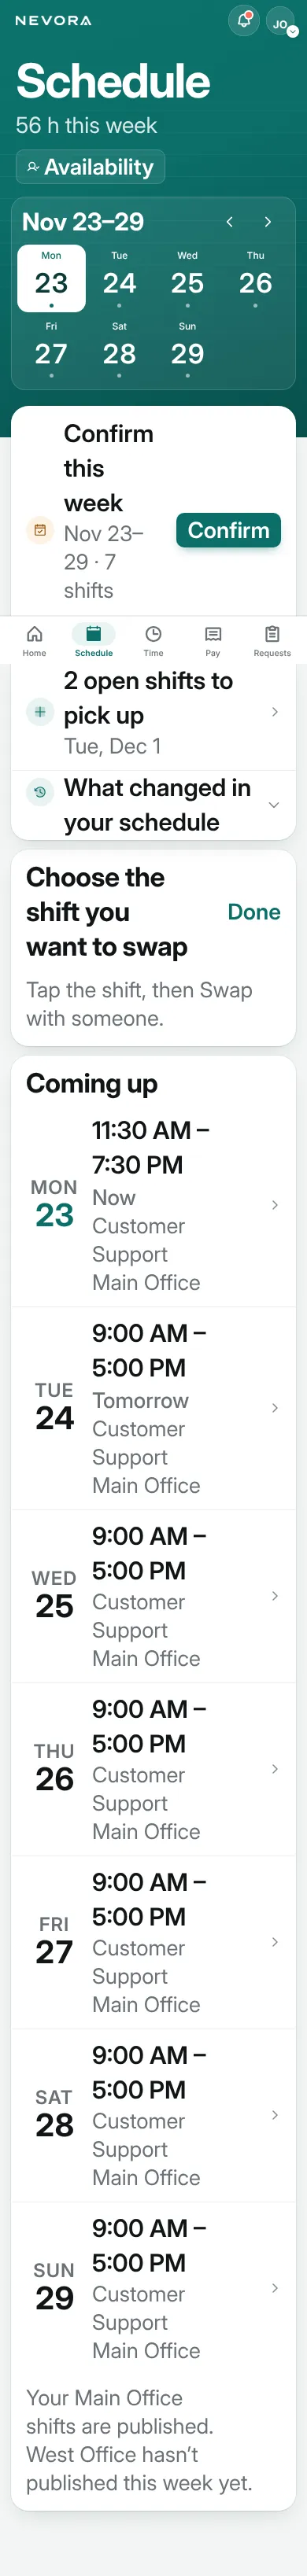 NEVORA
JO
Schedule
56 h this week
Availability
Nov 23–29
Mon
23
Tue
24
Wed
25
Thu
26
Fri
27
Sat
28
Sun
29
Confirm
this
week
Nov 23–
29 · 7
shifts
Confirm
Home
Schedule
Time
Pay
Requests
2 open shifts to
pick up
Tue, Dec 1
What changed in
your schedule
Choose the
shift you
want to swap
Done
Tap the shift, then Swap
with someone.
Coming up
MON
23
11:30 AM –
7:30 PM
Now
Customer
Support
Main Office
TUE
24
9:00 AM –
5:00 PM
Tomorrow
Customer
Support
Main Office
WED
25
9:00 AM –
5:00 PM
Customer
Support
Main Office
THU
26
9:00 AM –
5:00 PM
Customer
Support
Main Office
FRI
27
9:00 AM –
5:00 PM
Customer
Support
Main Office
SAT
28
9:00 AM –
5:00 PM
Customer
Support
Main Office
SUN
29
9:00 AM –
5:00 PM
Customer
Support
Main Office
Your Main Office
shifts are published.
West Office hasn’t
published this week yet.